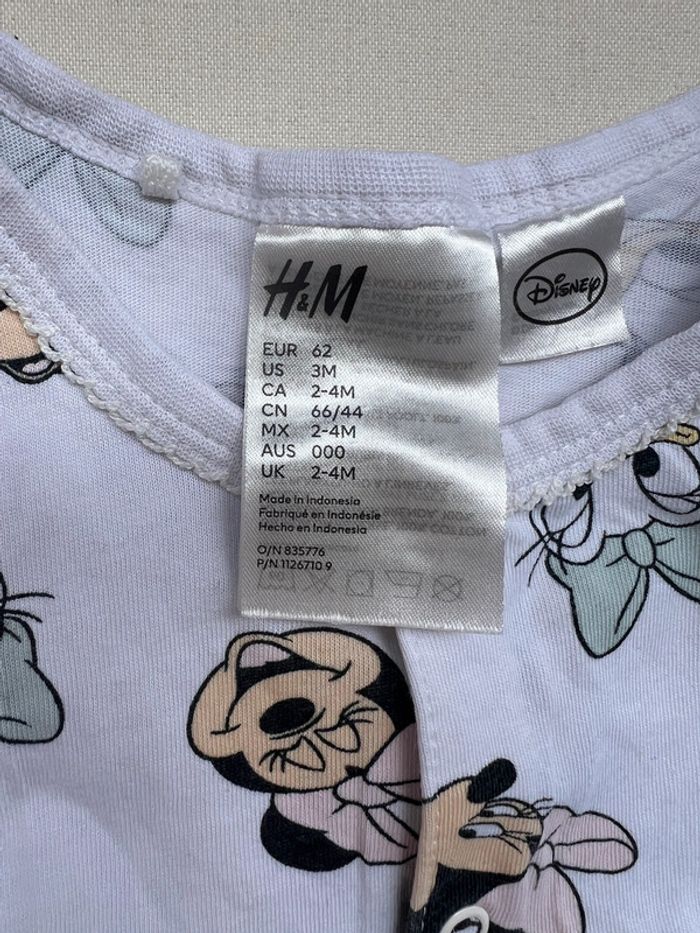 H&M
Disney
EUR 62
US 3M
CA 2-4M
CN 66/44
MX 2-4M
AUS 000
UK 2-4M
Made in Indonesia
Fabriqué en Indonésie
Hecho en Indonesia
O/N 835776
P/N 1126710 9